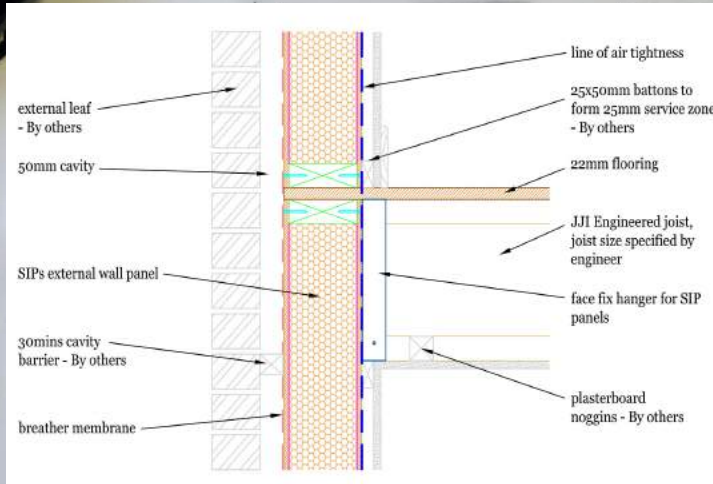 external leaf
- By others
50mm cavity
SIPs external wall panel
30mins cavity
barrier - By others
breather membrane
line of air tightness
25x50mm battons to
form 25mm service zone
- By others
22mm flooring
JJI Engineered joist,
joist size specified by
engineer
face fix hanger for SIP
panels
plasterboard
noggins - By others